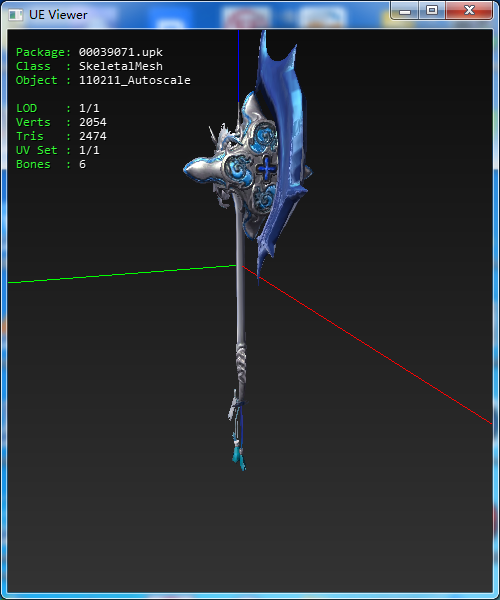 UE Viewer
Package: 00039071.upk
Class : SkeletalMesh
Object : 110211_Autoscale
LOD : 1/1
Verts : 2054
Tris : 2474
UV Set : 1/1
Bones : 6